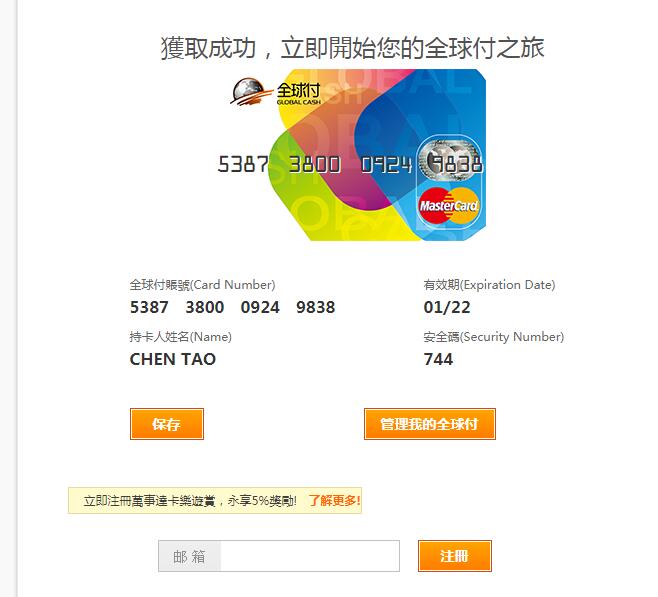 獲取成功，立即開始您的全球付之旅
全球付
GLOBAL CASH
5387 3800 0924 9838
MasterCard
全球付賬號(Card Number)
有效期(Expiration Date)
5387 3800 0924 9838
01/22
持卡人姓名(Name)
安全碼(Security Number)
CHEN TAO
744
保存
管理我的全球付
立即注冊萬事達卡樂遊賞，永享5%獎勵! 了解更多!
邮 箱
注冊